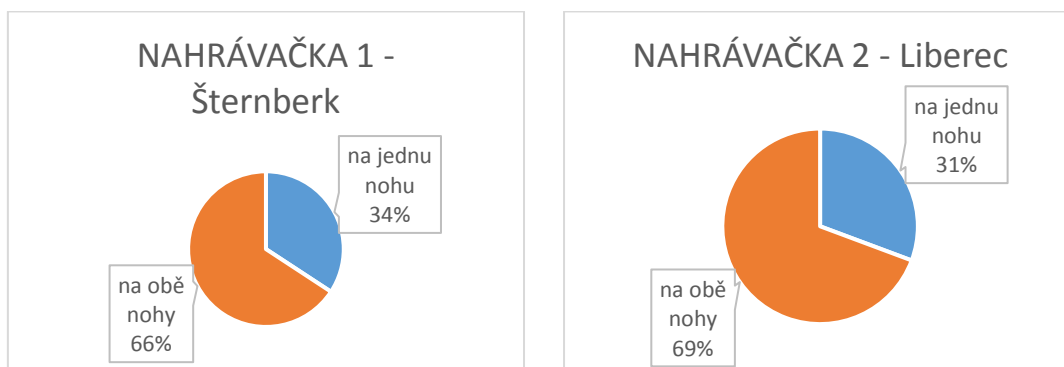 NAHRÁVAČKA 1 -
Šternberk
na jednu
nohu
34%
na obě
nohy
66%
NAHRÁVAČKA 2 - Liberec
na jednu
nohu
31%
na obě
nohy
69%